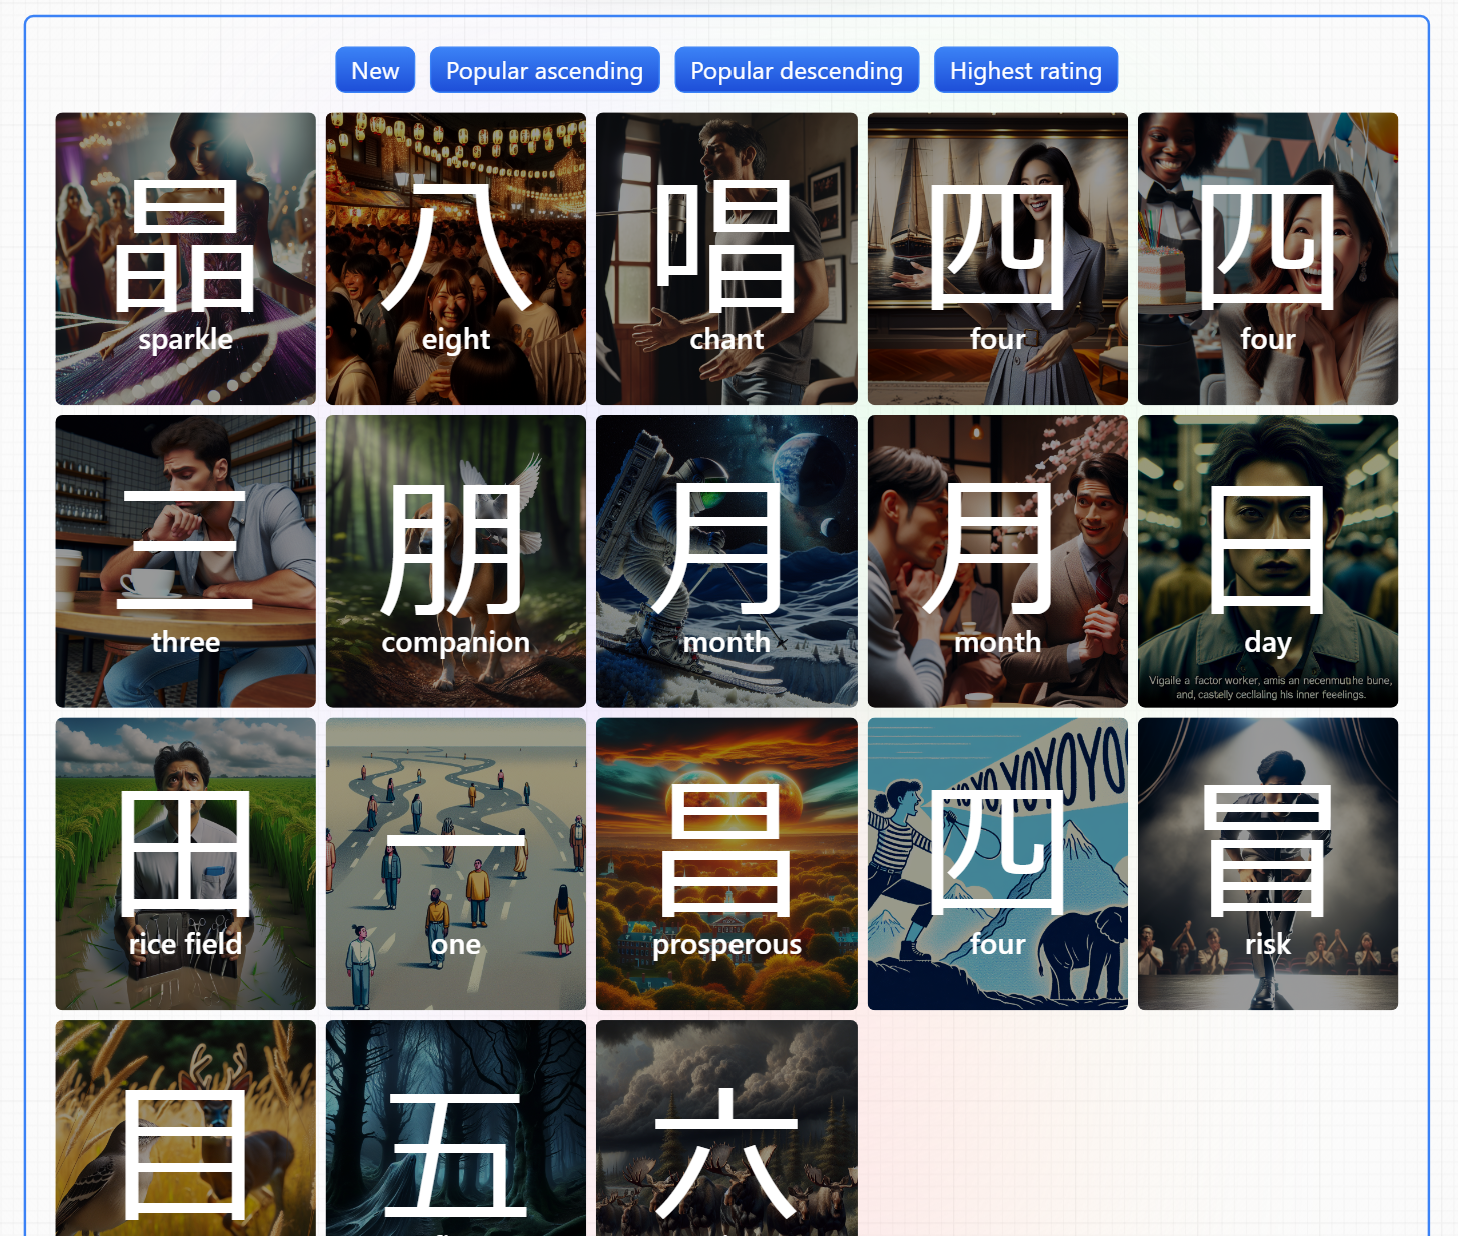 New
Popular ascending
Popular descending
Highest rating
晶
sparkle
八
eight
唱
chant
四
four
四
four
三
three
朋
companion
月
month
月
month
日
day
Vigaile a factor worker, amis an necenmuthe bune,
and, castelly cecllaling his inner feeelings.
田
rice field
一
one
昌
prosperous
YOYOYOYO
四
four
冒
risk
目
五
六